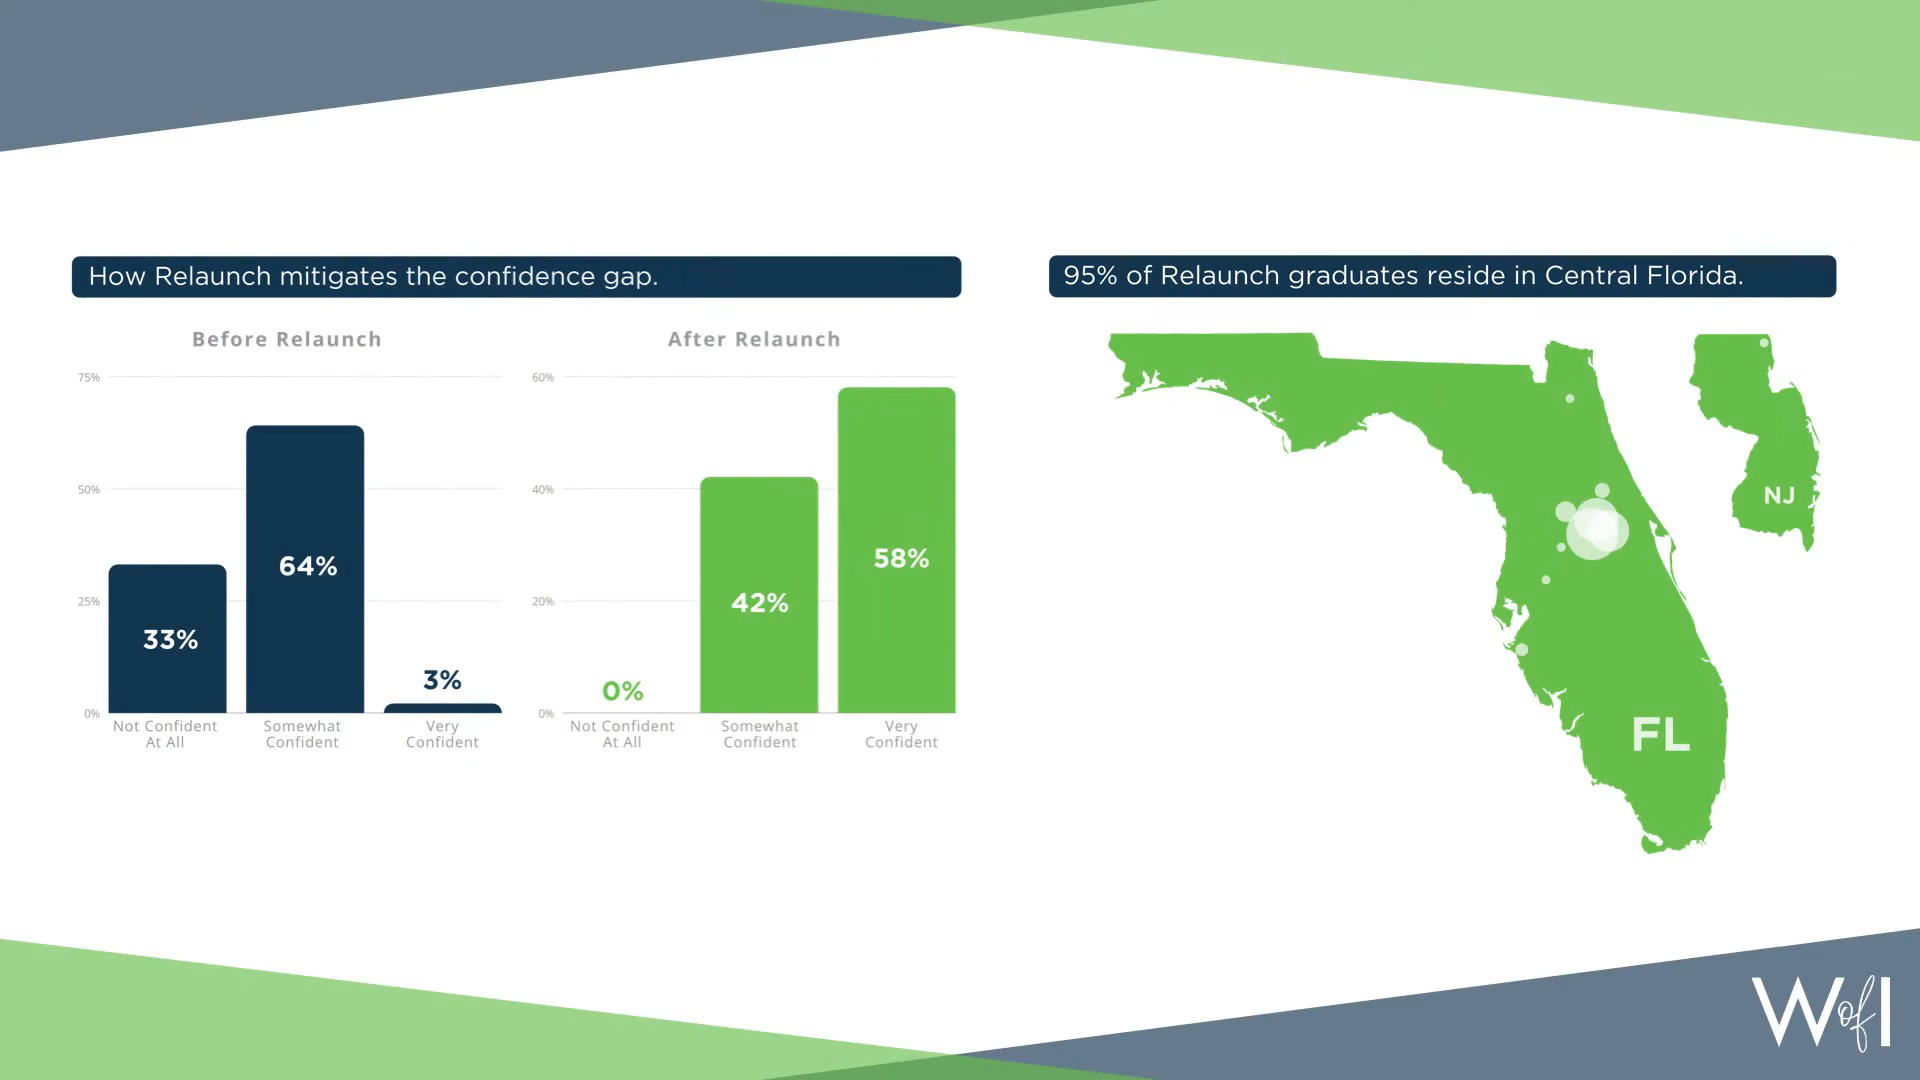 How Relaunch mitigates the confidence gap.
Before Relaunch
75%
50%
25%
0%
33%
64%
3%
Not Confident
At All
Somewhat
Confident
Very
Confident
After Relaunch
60%
40%
20%
0%
0%
42%
58%
Not Confident
At All
Somewhat
Confident
Very
Confident
95% of Relaunch graduates reside in Central Florida.
NJ
FL
WofI